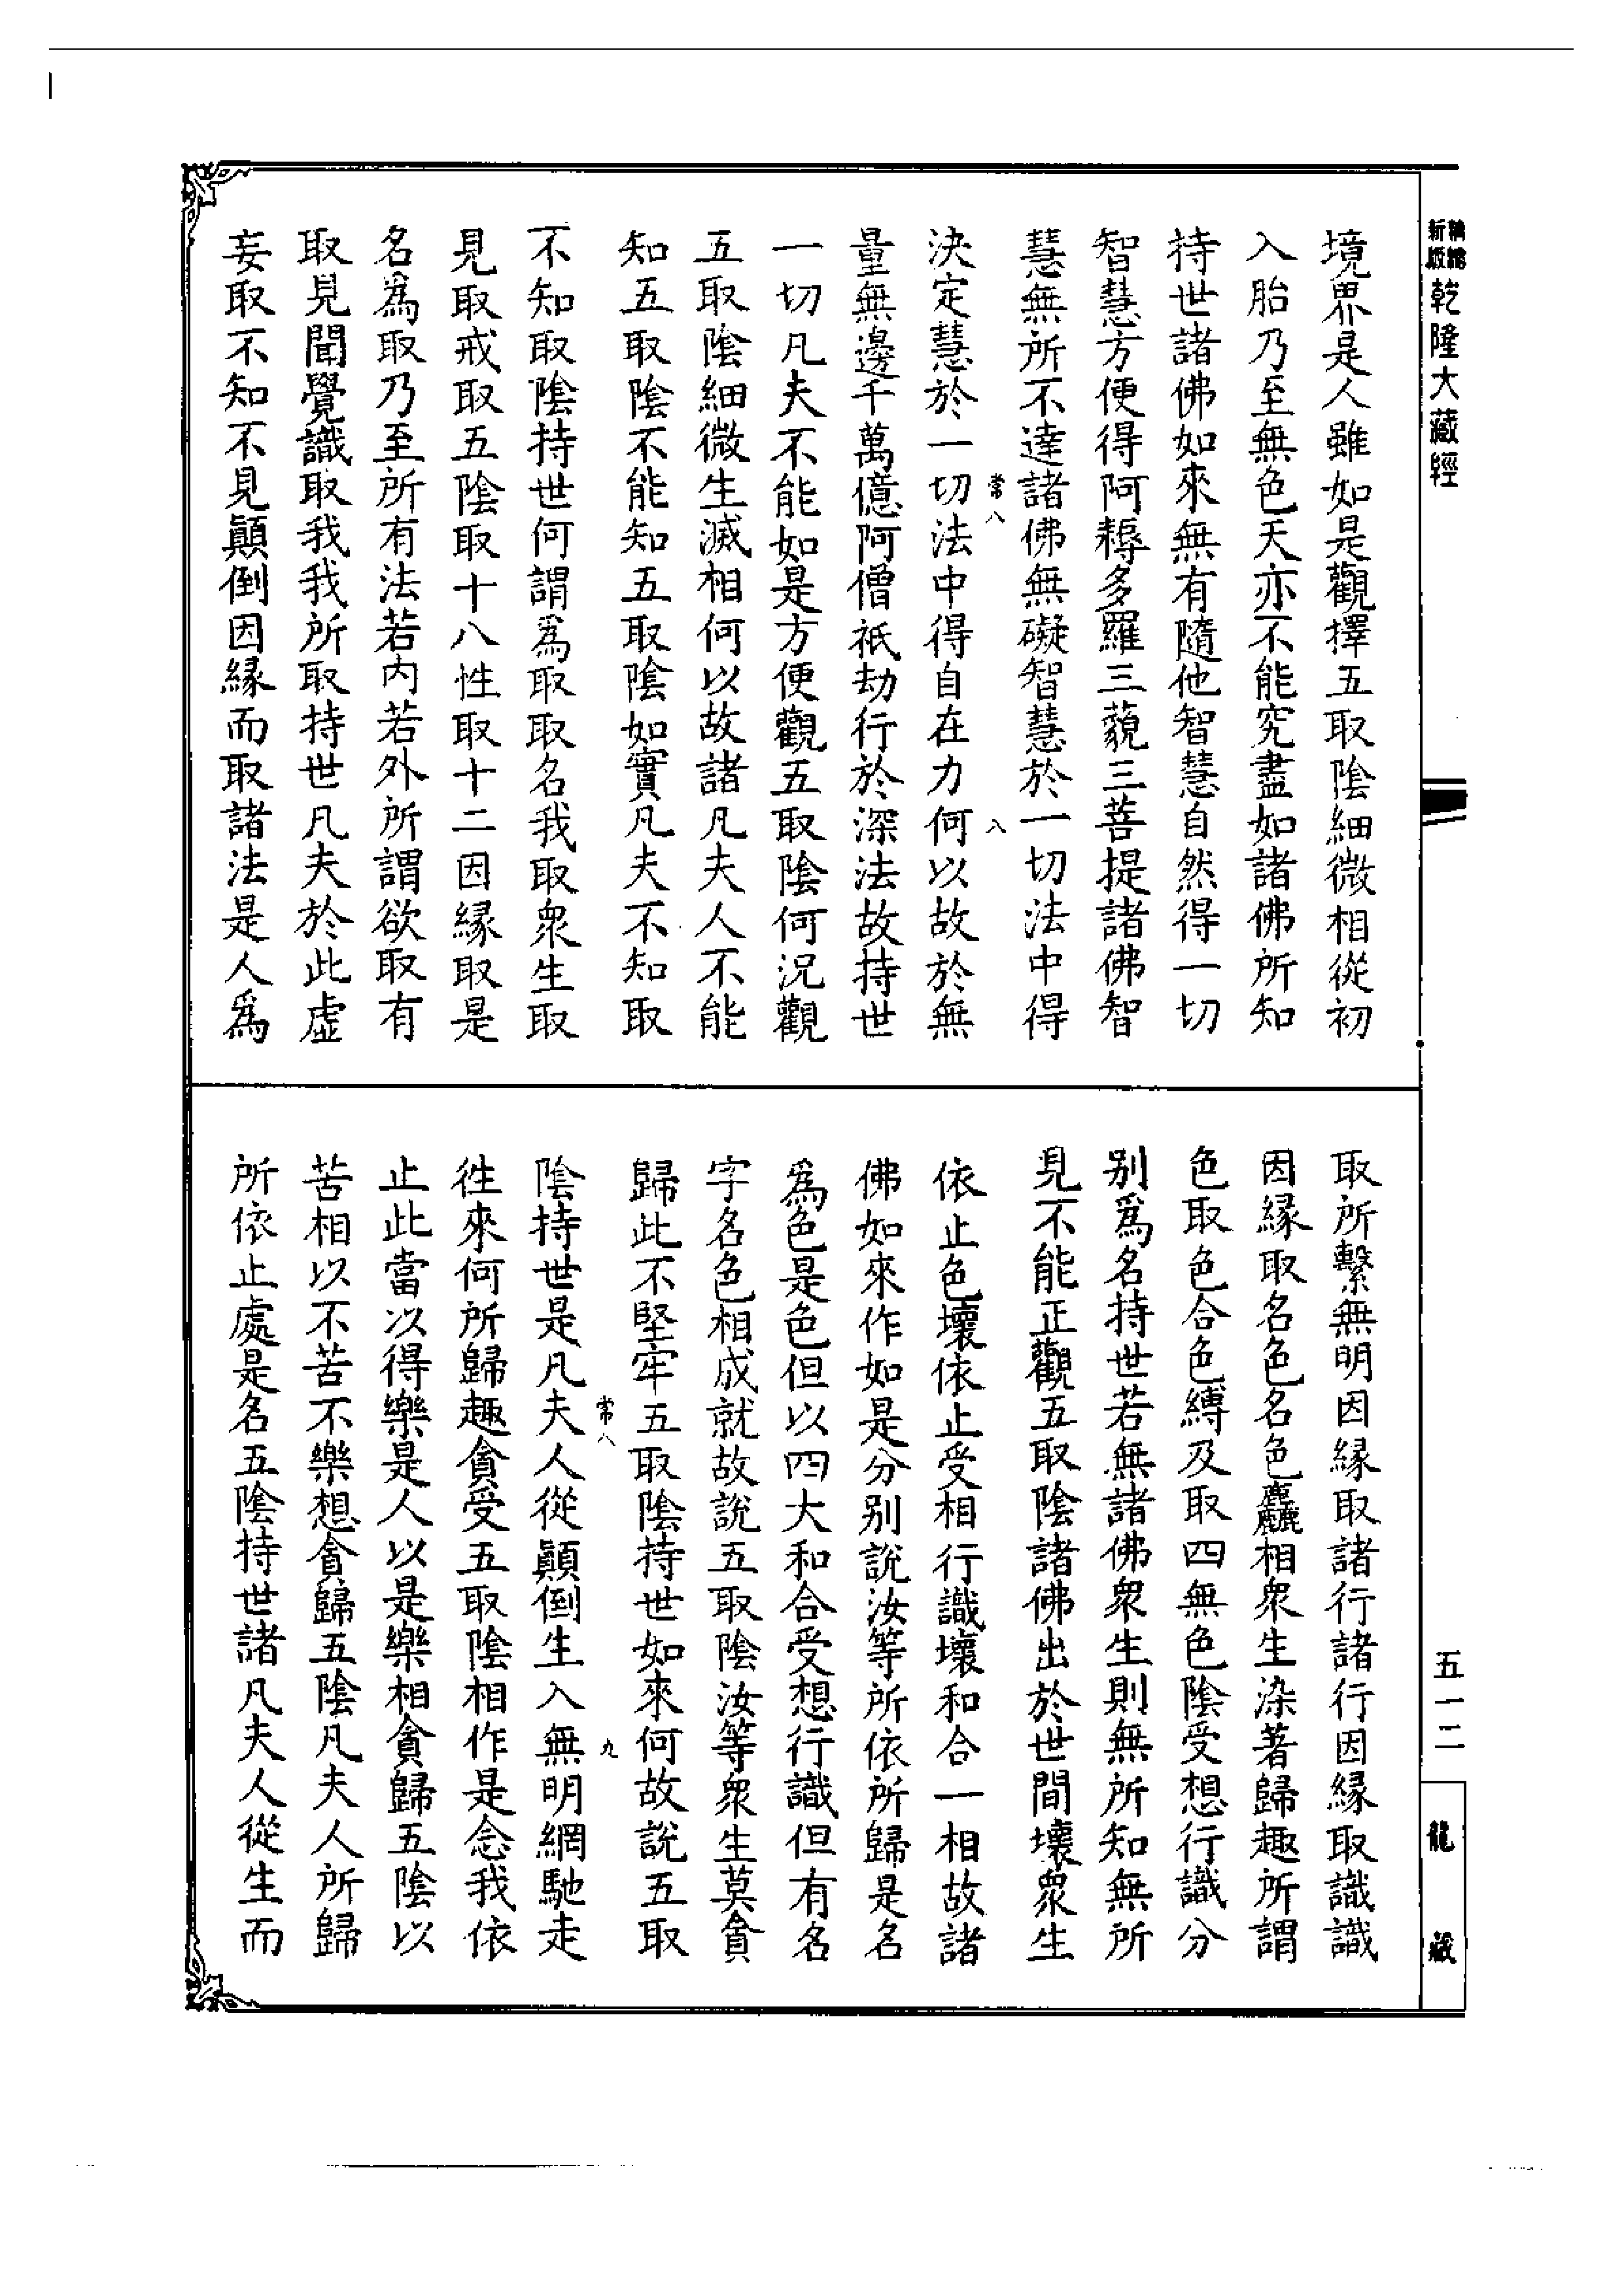 新版
乾隆大藏經
境界是人雖如是觀擇五取陰細微相從初
入胎乃至無色天亦不能究盡如諸佛所知
持世諸佛如來無有隨他智慧自然得一切
智慧方便得阿耨多羅三藐三菩提諸佛智
慧無所不達諸佛無礙智慧於一切法中得
常八
八
決定慧於一切法中得自在力何以故於無
量無邊千萬億阿僧祇劫行於深法故持世
一切凡夫不能如是方便觀五取陰何況觀
五取陰細微生滅相何以故諸凡夫人不能
知五取陰不能知五取陰如實凡夫不知取
不知取陰持世何謂爲取取名我取衆生取
見取戒取五陰取十八性取十二因緣取是
名爲取乃至所有法若内若外所謂欲取有
取見聞覺識取我我所取持世凡夫於此虛
妄取不知不見顛倒因緣而取諸法是人爲
取所繫無明因緣取諸行諸行因緣取識識
因緣取名色名色麤相衆生染著歸趣所謂
色取色合色縛及取四無色陰受想行識分
别爲名持世若無諸佛衆生則無所知無所
見不能正觀五取陰諸佛出於世間壞衆生
依止色壞依依止受相行識壞和合一相故諸
佛如來作如是分别說汝等所依所歸是名
爲色是色但以四大和合受想行識但有名
字名色相成就故說五取陰汝等衆生莫貪
歸此不堅牢五取陰持世如來何故說五取
常八
九
陰持世是凡夫人從顛倒生入無明網馳走
徃來何所歸趣貪受五取陰相作是念我依
止此當以得樂是人以是樂相貪歸五陰以
苦相以不苦不樂想貪歸五陰凡夫人所歸
所依止處是名五陰持世諸凡夫人從生而
五一二
龍藏